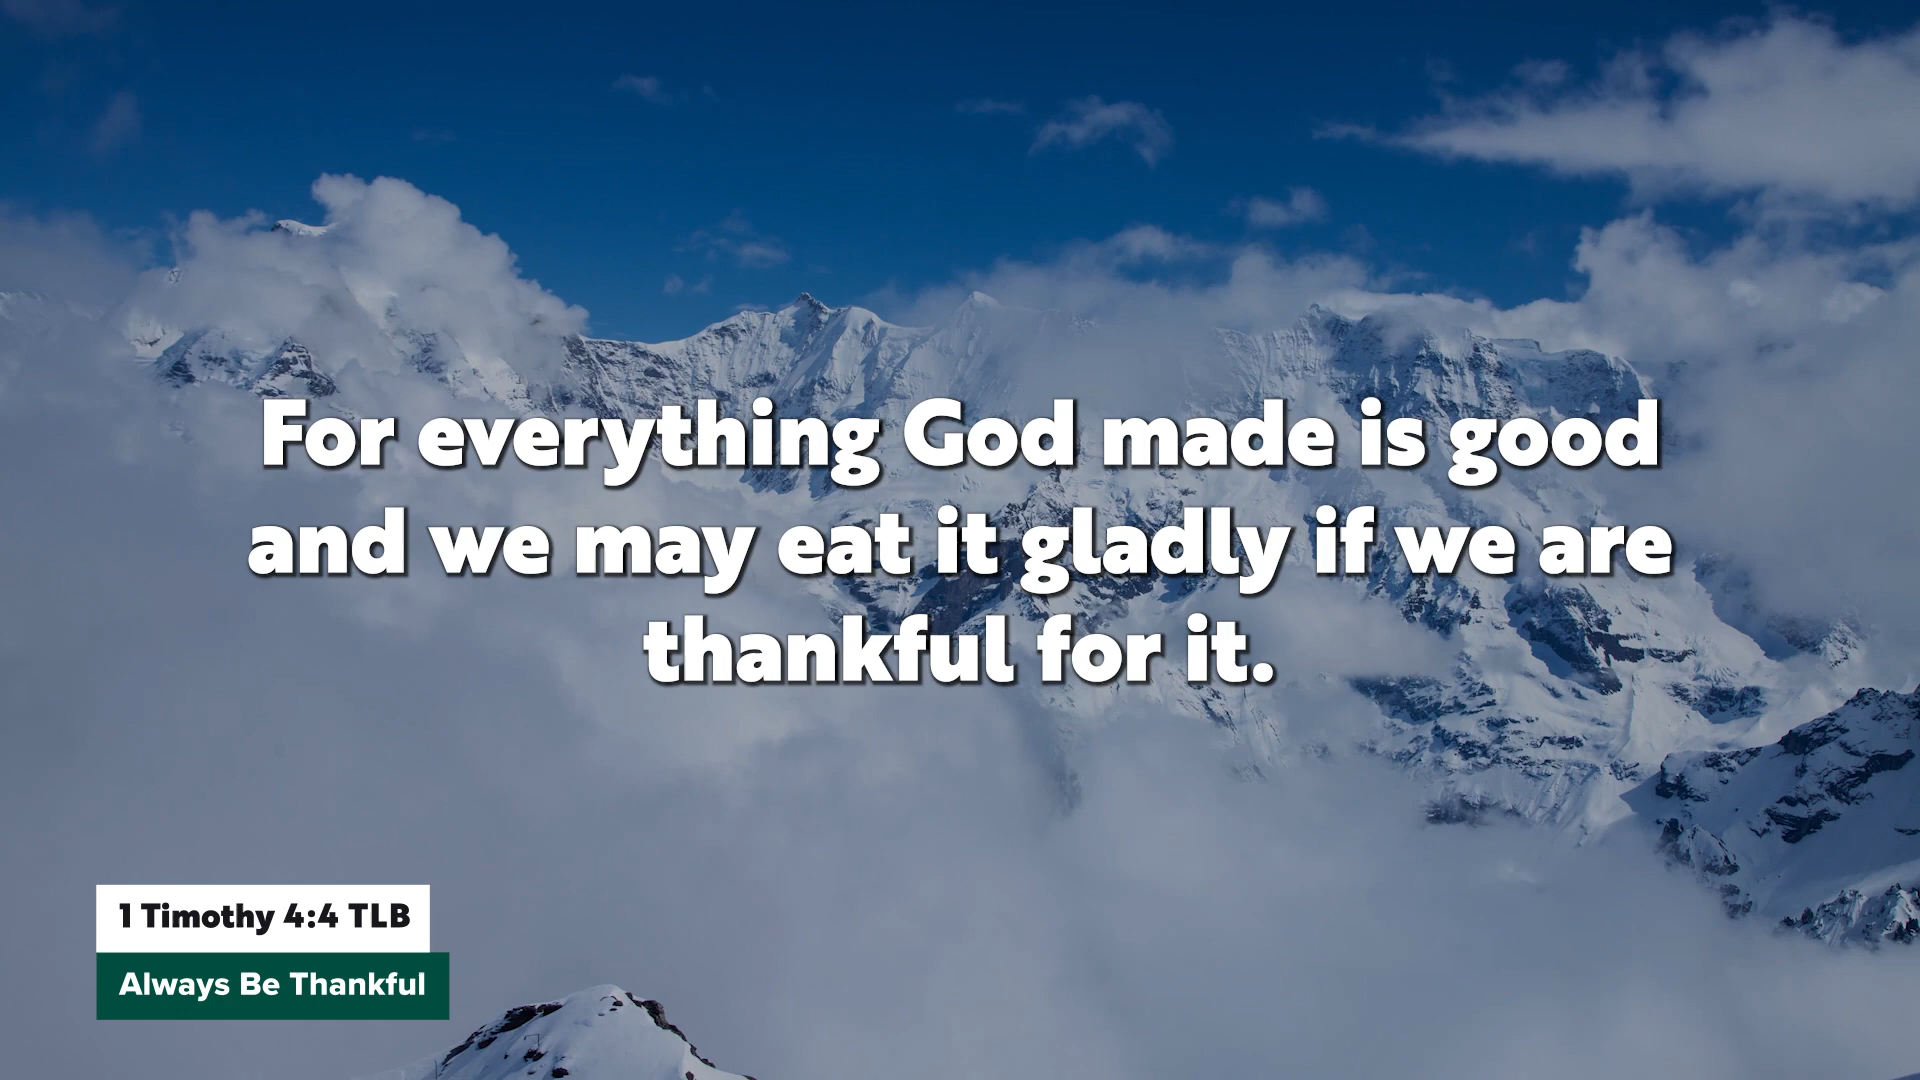 For everything God made is good
and we may eat it gladly if we are
thankful for it.
1 Timothy 4:4 TLB
Always Be Thankful